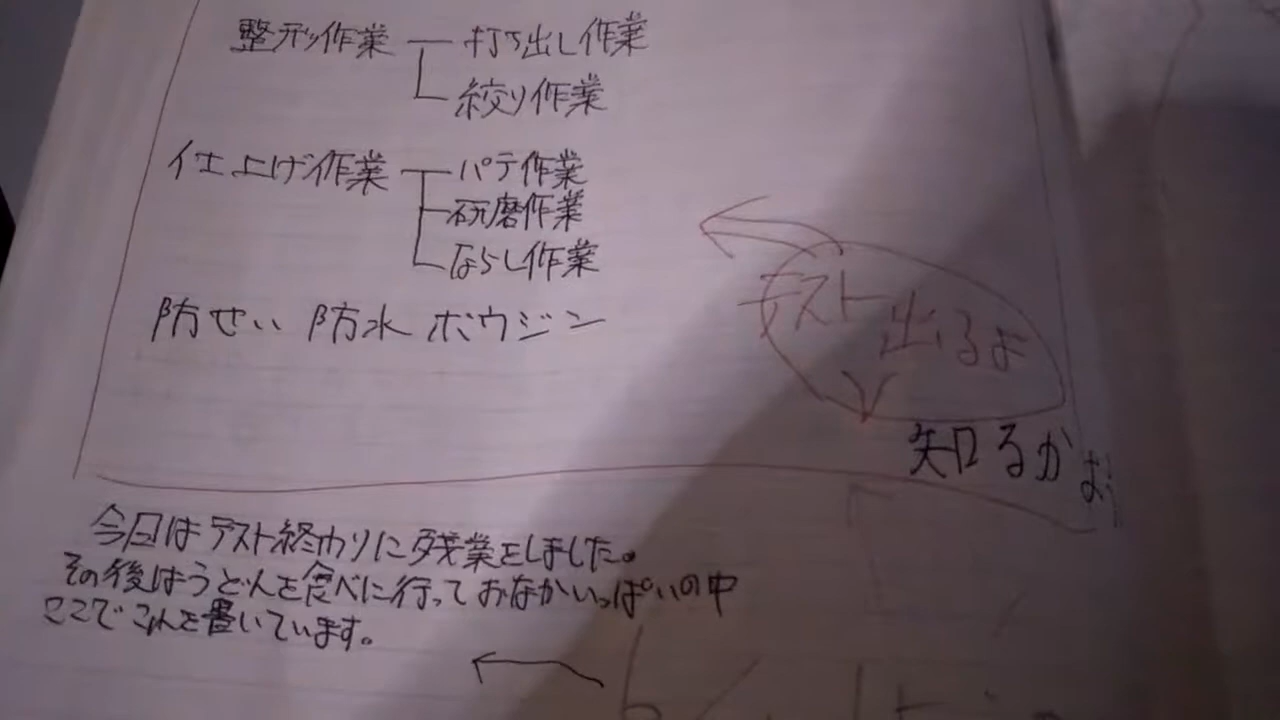 整形作業 打ち出し作業
絞り作業
仕上げ作業 パテ作業
研磨作業
ならし作業
防せい 防水 ボウジン
テスト出るよ
知るかよ
今日はテスト終わりに残業をしました。
その後はうどんを食べに行っておなかいっぱいの中
ここでこれを書いています。